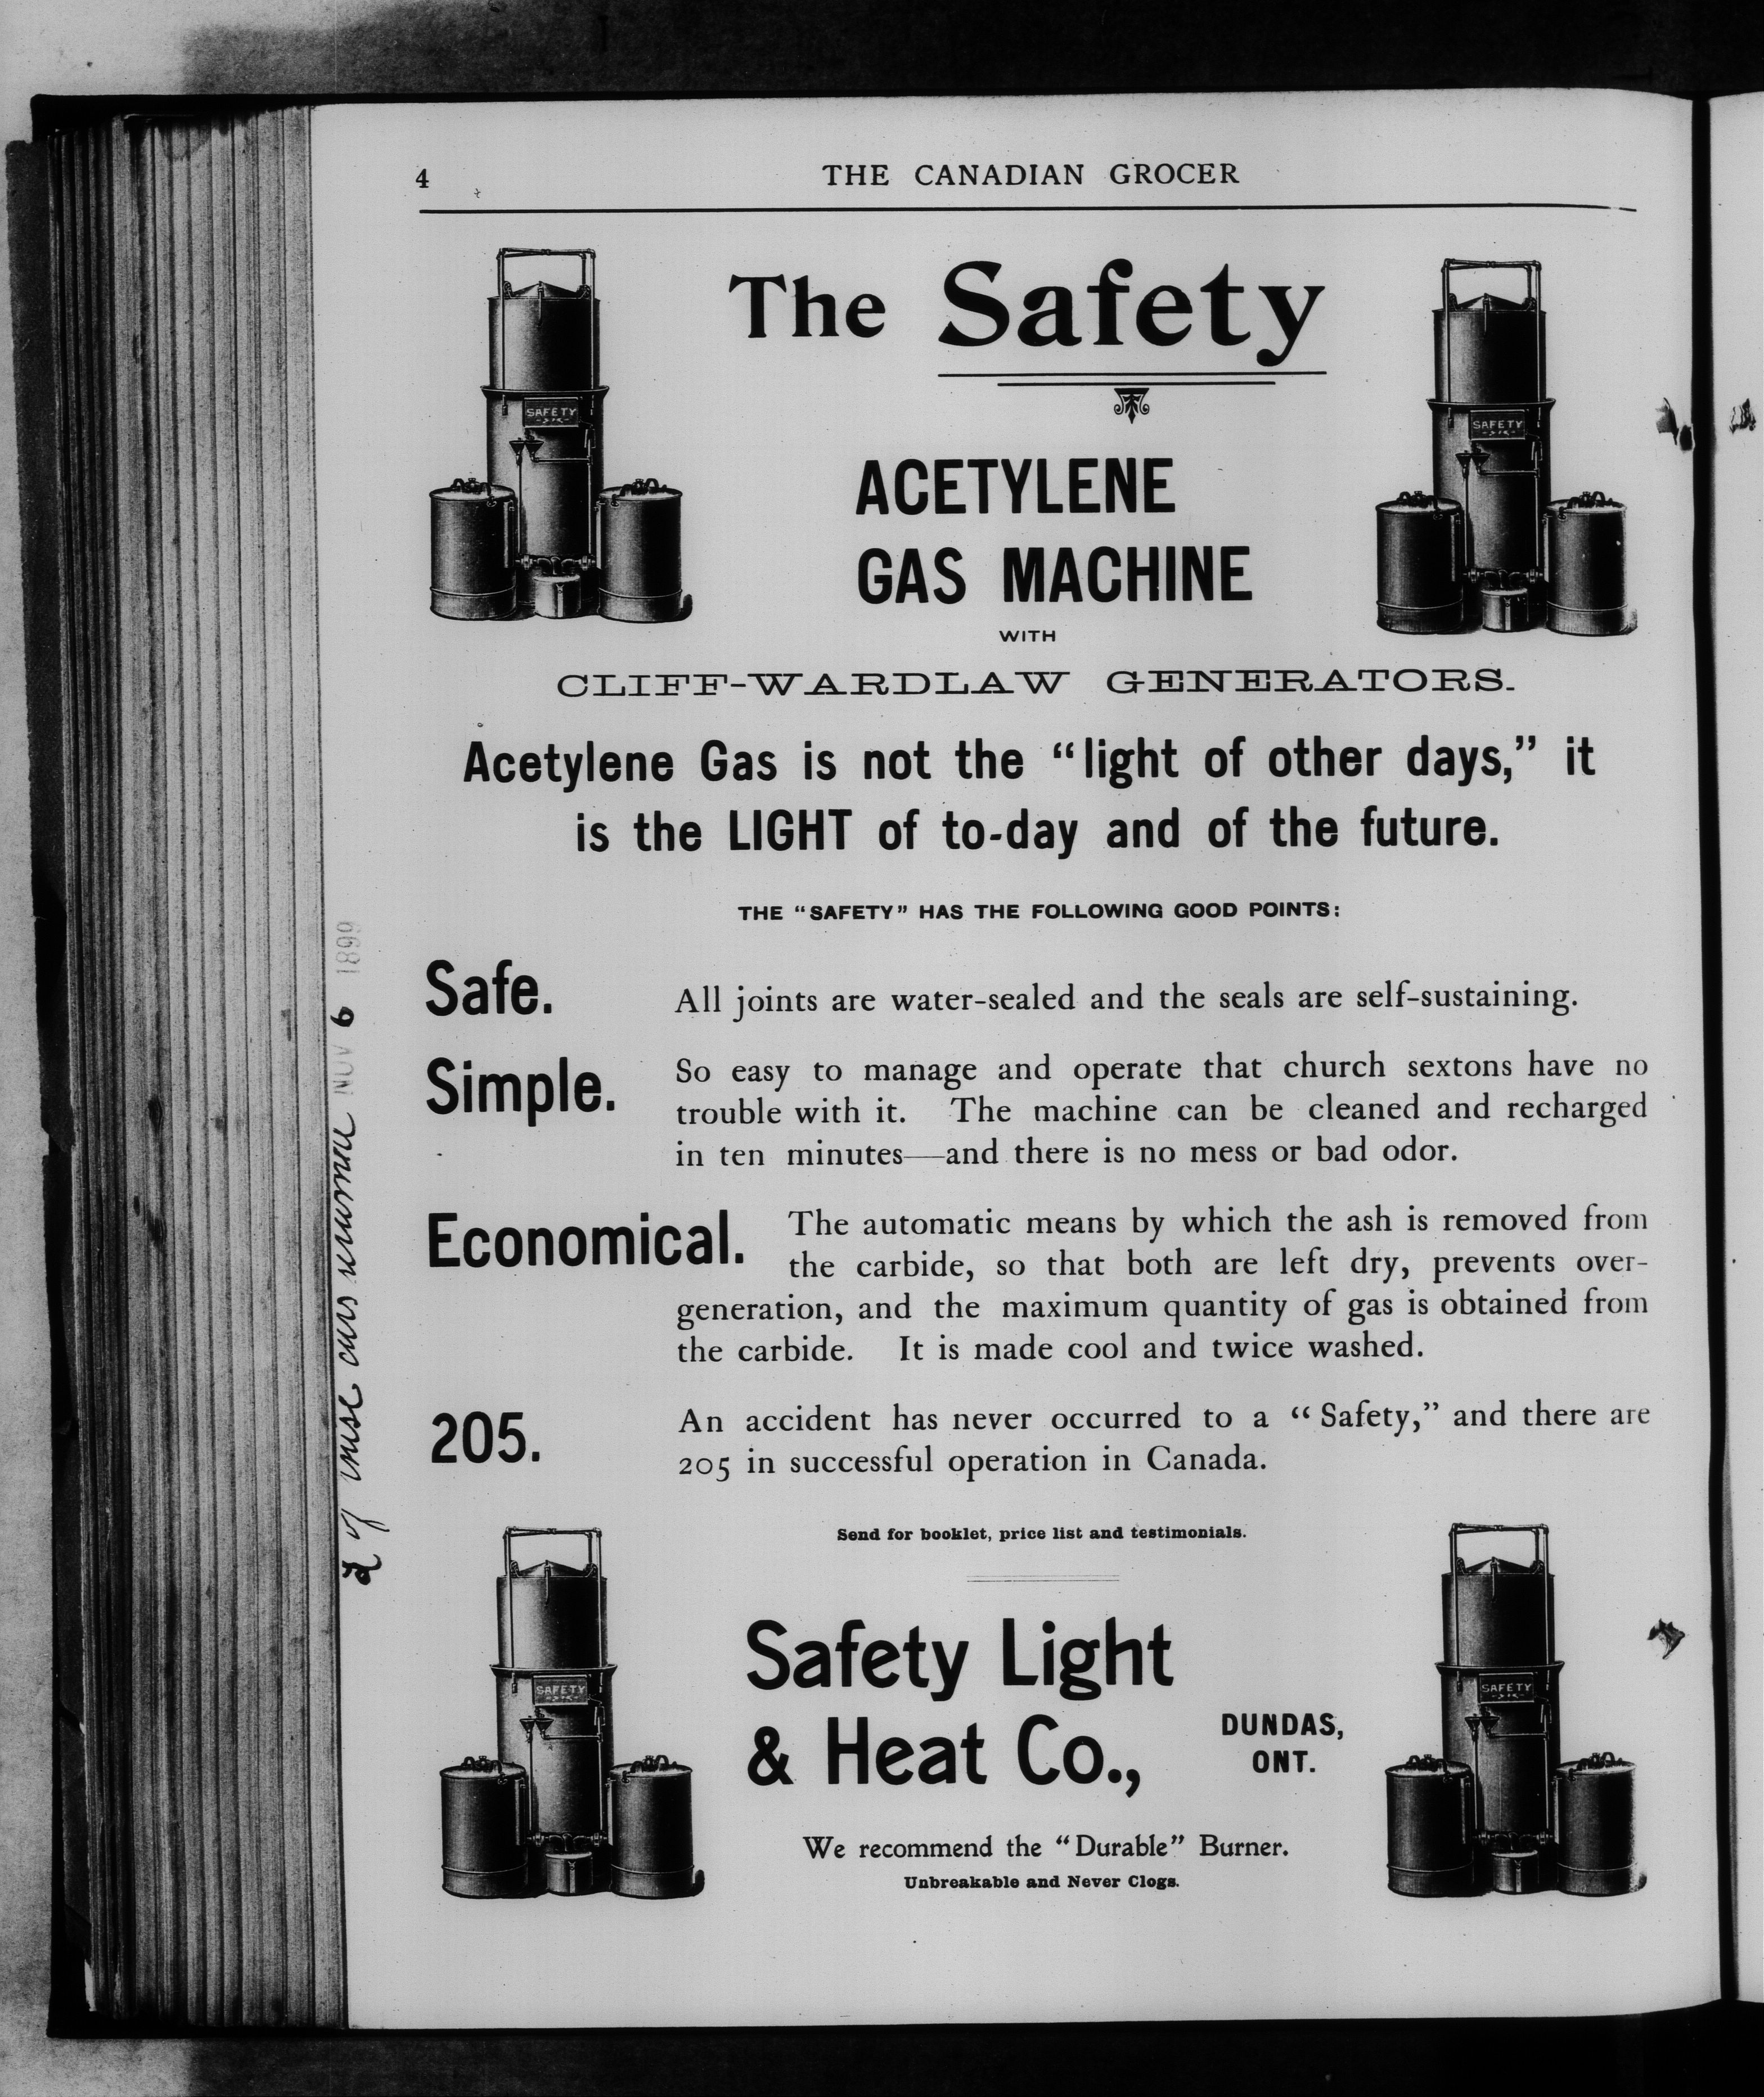 4
THE CANADIAN GROCER
The Safety
SAFETY
SAFETY
ACETYLENE
GAS MACHINE
WITH
CLIFF-WARDLAW GENERATORS.
Acetylene Gas is not the “light of other days,” it
is the LIGHT of to-day and of the future.
THE “SAFETY” HAS THE FOLLOWING GOOD POINTS:
Safe.
All joints are water-sealed and the seals are self-sustaining.
Simple.
So easy to manage and operate that church sextons have no
trouble with it. The machine can be cleaned and recharged
in ten minutes—and there is no mess or bad odor.
Economical.
The automatic means by which the ash is removed from
the carbide, so that both are left dry, prevents over-
generation, and the maximum quantity of gas is obtained from
the carbide. It is made cool and twice washed.
205.
An accident has never occurred to a “Safety,” and there are
205 in successful operation in Canada.
Send for booklet, price list and testimonials.
Safety Light
& Heat Co.,
DUNDAS,
ONT.
SAFETY
SAFETY
We recommend the “Durable” Burner.
Unbreakable and Never Clogs.
NOV 6 1899